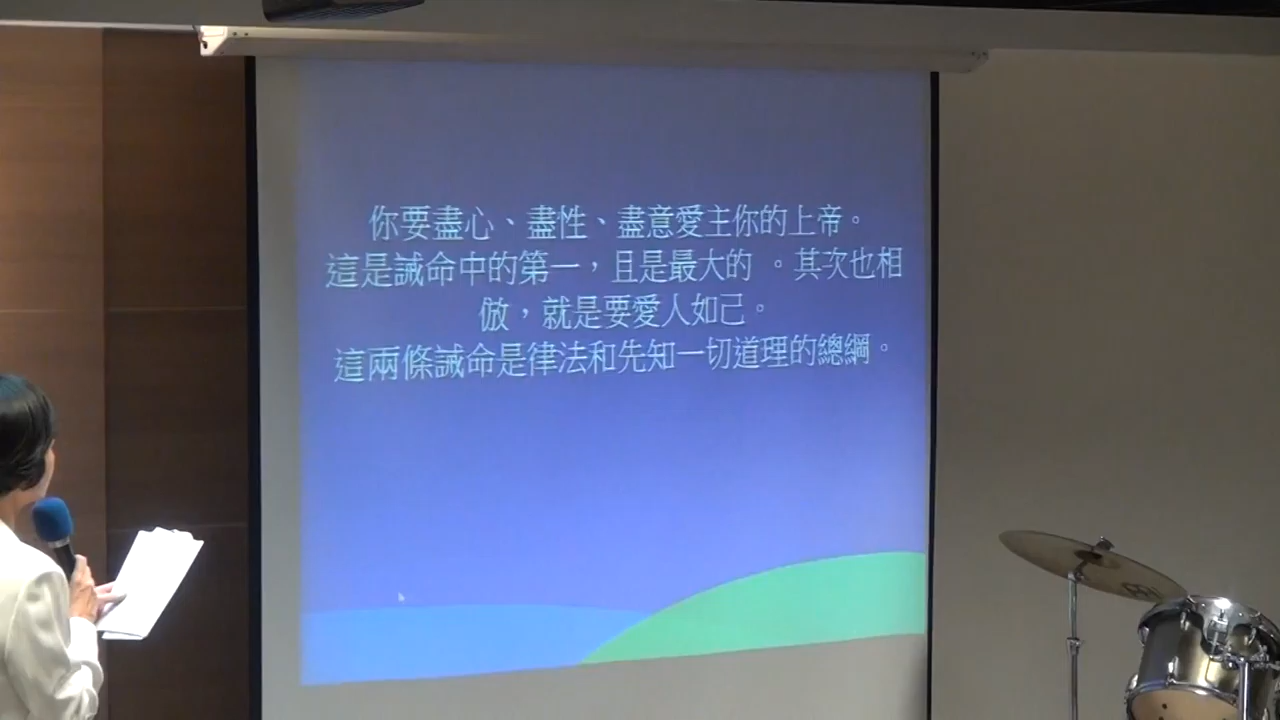 你要盡心、盡性、盡意愛主你的上帝。
這是誡命中的第一，且是最大的 。其次也相
倣，就是要愛人如己。
這兩條誡命是律法和先知一切道理的總綱。